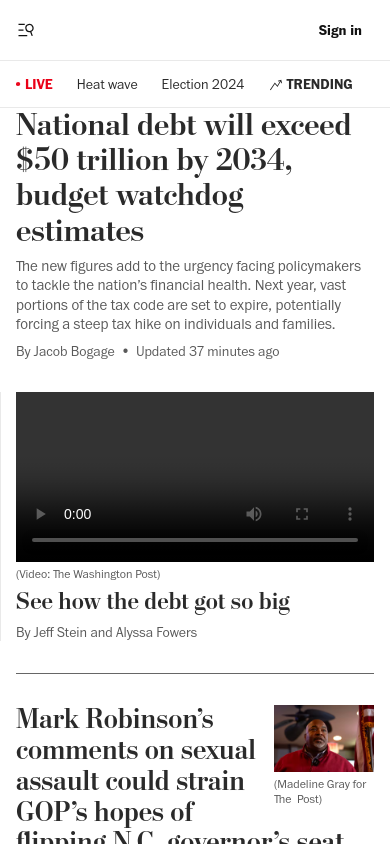 Sign in
LIVE
Heat wave
Election 2024
TRENDING
National debt will exceed
$50 trillion by 2034,
budget watchdog
estimates
The new figures add to the urgency facing policymakers
to tackle the nation's financial health. Next year, vast
portions of the tax code are set to expire, potentially
forcing a steep tax hike on individuals and families.
By Jacob Bogage • Updated 37 minutes ago
0:00
(Video: The Washington Post)
See how the debt got so big
By Jeff Stein and Alyssa Fowers
Mark Robinson's
comments on sexual
assault could strain
GOP's hopes of
flipping N.C. governor's seat
(Madeline Gray for
The Post)